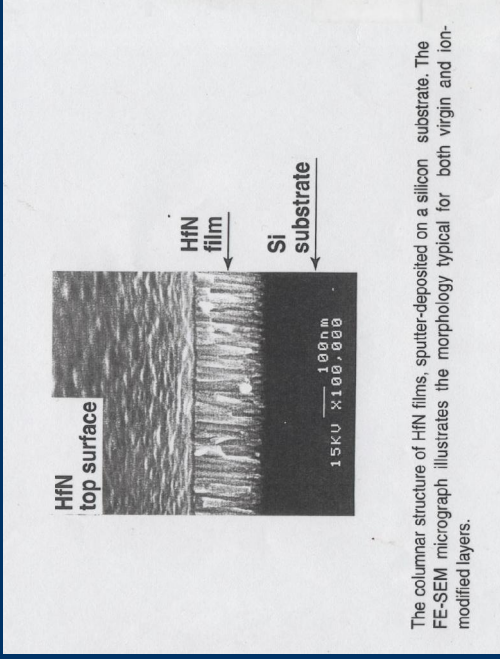 HfN
top surface
HfN
film
Si
substrate
15KV X100,000 100nm
The columnar structure of HfN films, sputter-deposited on a silicon substrate. The
FE-SEM micrograph illustrates the morphology typical for both virgin and ion-
modified layers.